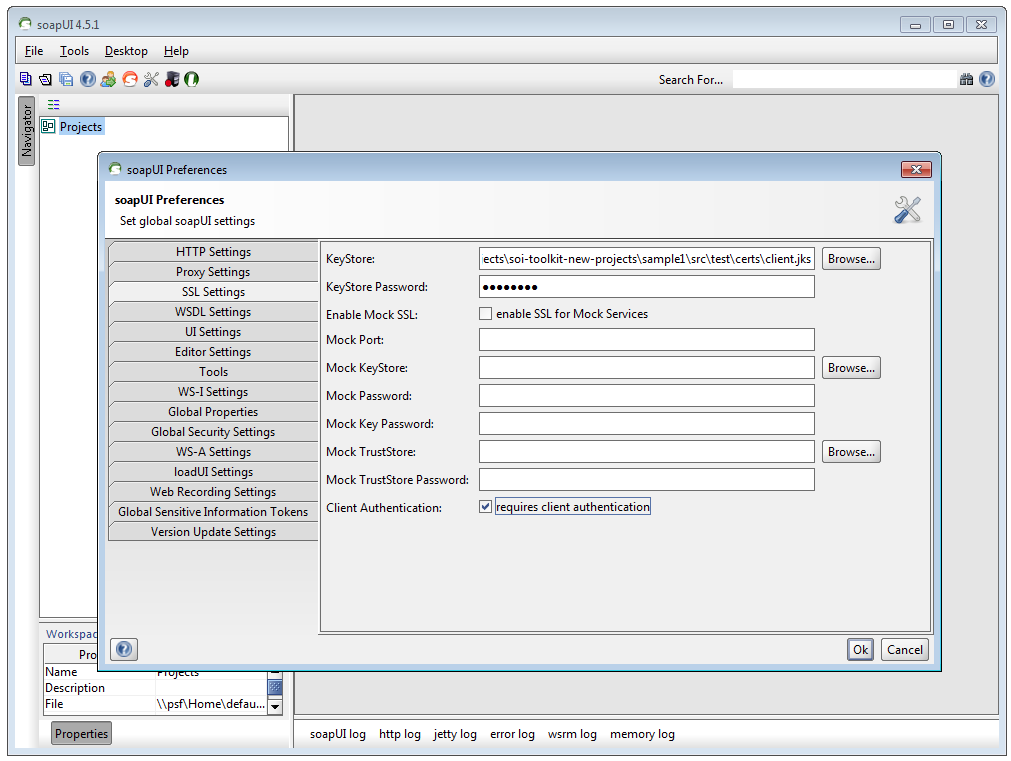 soapUI 4.5.1
File Tools Desktop Help
Search For...
Navigator
Projects
soapUI Preferences
soapUI Preferences
Set global soapUI settings
HTTP Settings
Proxy Settings
SSL Settings
WSDL Settings
UI Settings
Editor Settings
Tools
WS-I Settings
Global Properties
Global Security Settings
WS-A Settings
loadUI Settings
Web Recording Settings
Global Sensitive Information Tokens
Version Update Settings
KeyStore: ects\soi-toolkit-new-projects\sample1\src\test\certs\client.jks Browse...
KeyStore Password: ●●●●●●●●
Enable Mock SSL: enable SSL for Mock Services
Mock Port:
Mock KeyStore: Browse...
Mock Password:
Mock Key Password:
Mock TrustStore: Browse...
Mock TrustStore Password:
Client Authentication: requires client authentication
Ok Cancel
Workspac
Pro
Name Projects
Description
File \\psf\Home\defau...
Properties
soapUI log http log jetty log error log wsrm log memory log